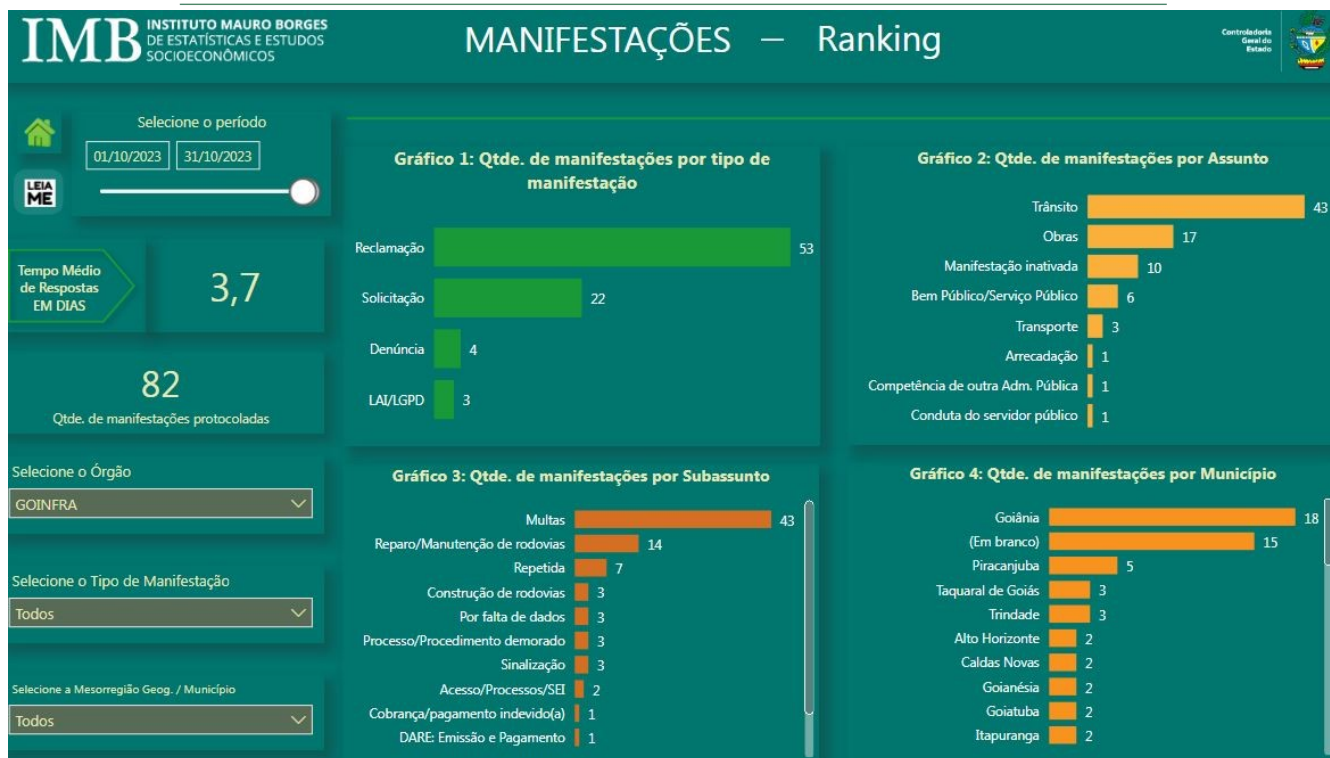 IMB
INSTITUTO MAURO BORGES
DE ESTATÍSTICAS E ESTUDOS
SOCIOECONÔMICOS
MANIFESTAÇÕES – Ranking
Controladoria
Geral do
Estado
Selecione o período
01/10/2023 31/10/2023
LEIA
ME
Tempo Médio
de Respostas
EM DIAS
3,7
82
Qtde. de manifestações protocoladas
Selecione o Órgão
GOINFRA
Selecione o Tipo de Manifestação
Todos
Selecione a Mesorregião Geog. / Município
Todos
Gráfico 1: Qtde. de manifestações por tipo de
manifestação
Reclamação 53
Solicitação 22
Denúncia 4
LAI/LGPD 3
Gráfico 2: Qtde. de manifestações por Assunto
Trânsito 43
Obras 17
Manifestação inativada 10
Bem Público/Serviço Público 6
Transporte 3
Arrecadação 1
Competência de outra Adm. Pública 1
Conduta do servidor público 1
Gráfico 3: Qtde. de manifestações por Subassunto
Multas 43
Reparo/Manutenção de rodovias 14
Repetida 7
Construção de rodovias 3
Por falta de dados 3
Processo/Procedimento demorado 3
Sinalização 3
Acesso/Processos/SEI 2
Cobrança/pagamento indevido(a) 1
DARE: Emissão e Pagamento 1
Gráfico 4: Qtde. de manifestações por Município
Goiânia 18
(Em branco) 15
Piracanjuba 5
Taquaral de Goiás 3
Trindade 3
Alto Horizonte 2
Caldas Novas 2
Goianésia 2
Goiatuba 2
Itapuranga 2